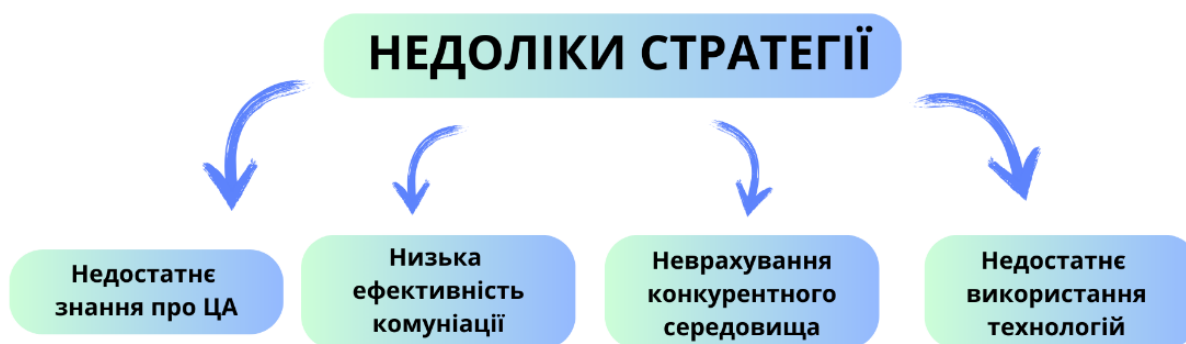 НЕДОЛІКИ СТРАТЕГІЇ
Недостатнє
знання про ЦА
Низька
ефективність
комуніації
Неврахування
конкурентного
середовища
Недостатнє
використання
технологій